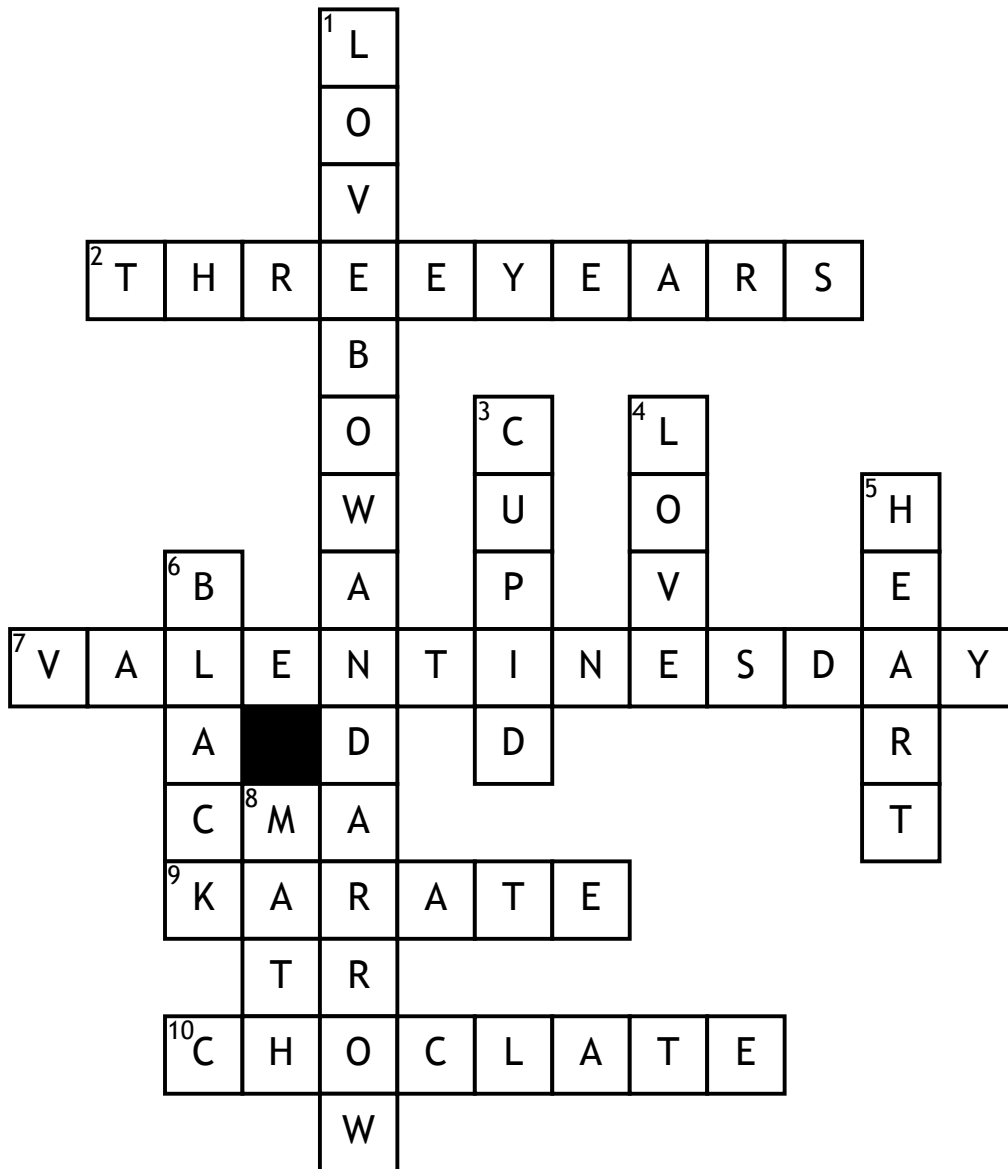 1 L
O
V
2 T H R E E Y E A R S
B
O 3 C 4 L
W U O 5 H
6 B A P V E
7 V A L E N T I N E S D A Y
A D D R
C 8 M A T
9 K A R A T E
T R
10 C H O C L A T E
W